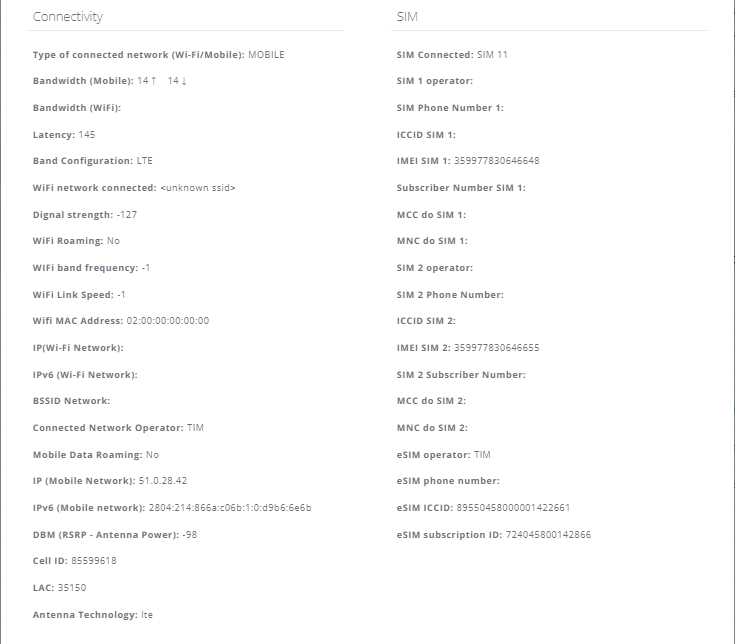 Connectivity
Type of connected network (Wi-Fi/Mobile): MOBILE
Bandwidth (Mobile): 14 ↑ 14 ↓
Bandwidth (WiFi):
Latency: 145
Band Configuration: LTE
WiFi network connected: <unknown ssid>
Dignal strength: -127
WiFi Roaming: No
WIFi band frequency: -1
WiFi Link Speed: -1
Wifi MAC Address: 02:00:00:00:00:00
IP(Wi-Fi Network):
IPv6 (Wi-Fi Network):
BSSID Network:
Connected Network Operator: TIM
Mobile Data Roaming: No
IP (Mobile Network): 51.0.28.42
IPv6 (Mobile network): 2804:214:866a:c06b:1:0:d9b6:6e6b
DBM (RSRP - Antenna Power): -98
Cell ID: 85599618
LAC: 35150
Antenna Technology: lte
SIM
SIM Connected: SIM 11
SIM 1 operator:
SIM Phone Number 1:
ICCID SIM 1:
IMEI SIM 1: 359977830646648
Subscriber Number SIM 1:
MCC do SIM 1:
MNC do SIM 1:
SIM 2 operator:
SIM 2 Phone Number:
ICCID SIM 2:
IMEI SIM 2: 359977830646655
SIM 2 Subscriber Number:
MCC do SIM 2:
MNC do SIM 2:
eSIM operator: TIM
eSIM phone number:
eSIM ICCID: 89550458000001422661
eSIM subscription ID: 724045800142866